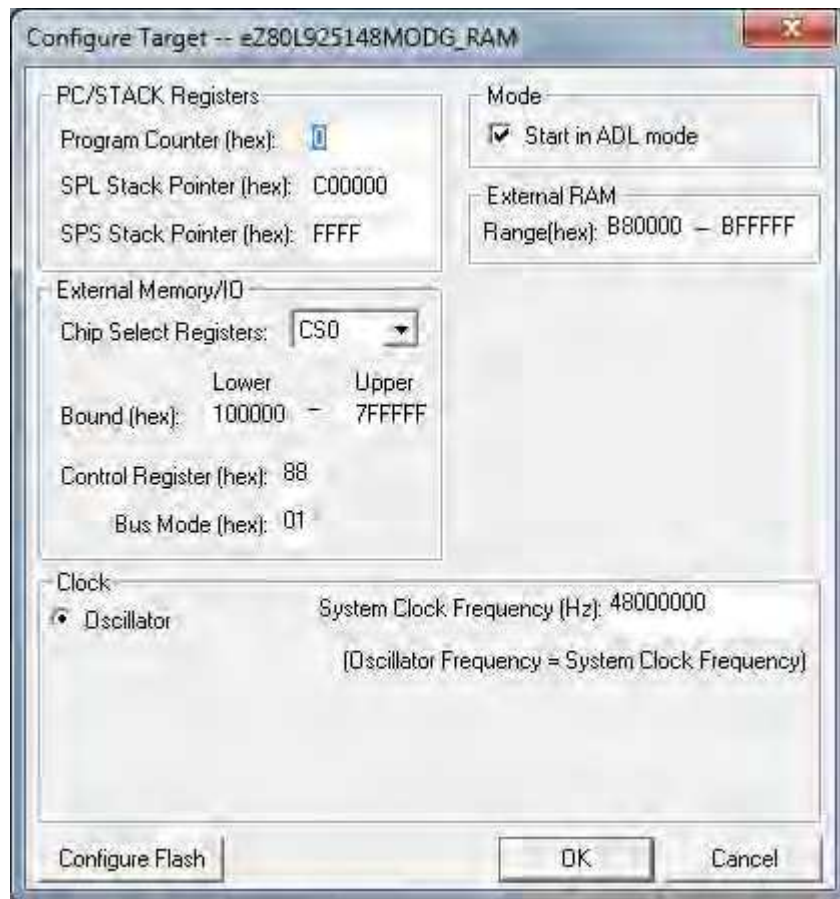 Configure Target -- eZ80L925148MODG_RAM
PC/STACK Registers
Program Counter (hex): 0
SPL Stack Pointer (hex): C00000
SPS Stack Pointer (hex): FFFF
Mode
Start in ADL mode
External RAM
Range(hex): B80000 – BFFFFF
External Memory/IO
Chip Select Registers: CS0
Lower Upper
Bound (hex): 100000 – 7FFFFF
Control Register (hex): 88
Bus Mode (hex): 01
Clock
Oscillator
System Clock Frequency (Hz): 48000000
(Oscillator Frequency = System Clock Frequency)
Configure Flash
OK
Cancel